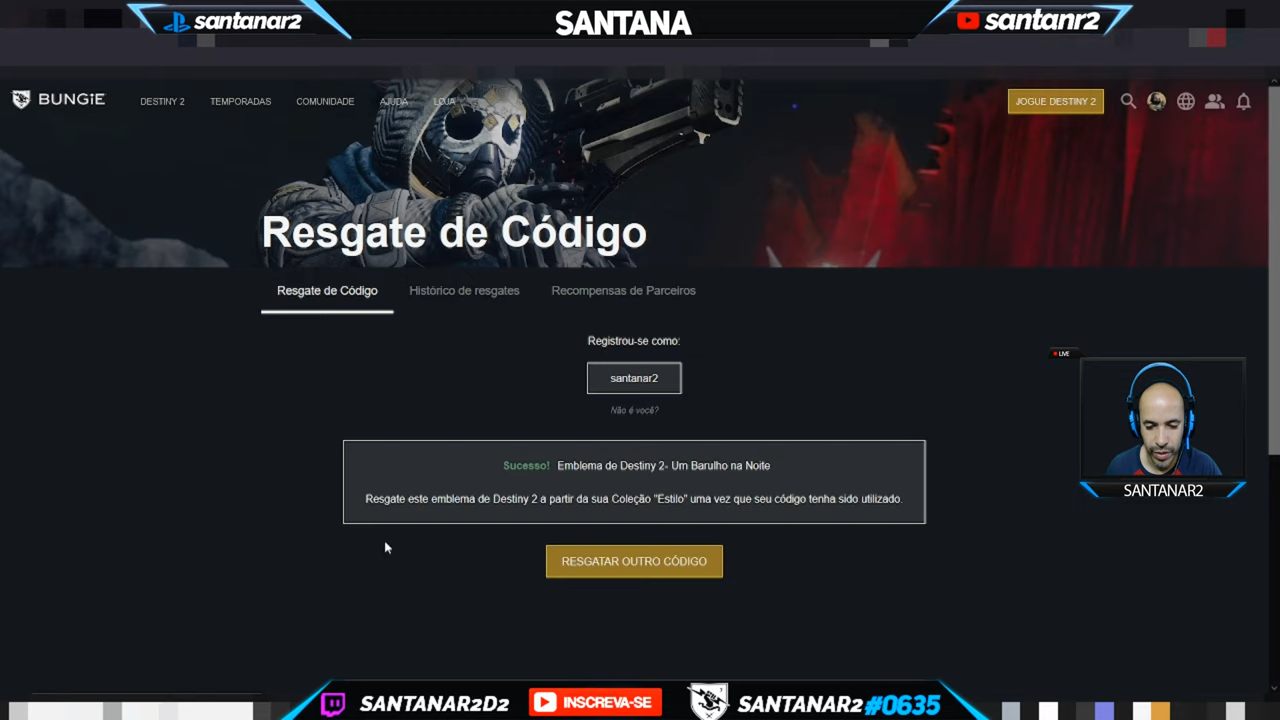 santanar2
SANTANA
santanr2
BUNGIE
DESTINY 2
TEMPORADAS
COMUNIDADE
AJUDA
LOJA
JOGUE DESTINY 2
Resgate de Código
Resgate de Código
Histórico de resgates
Recompensas de Parceiros
Registrou-se como:
santanar2
Não é você?
LIVE
Sucesso! Emblema de Destiny 2- Um Barulho na Noite
Resgate este emblema de Destiny 2 a partir da sua Coleção "Estilo" uma vez que seu código tenha sido utilizado.
SANTANAR2
RESGATAR OUTRO CÓDIGO
SANTANAR2D2
INSCREVA-SE
SANTANAR2 #0635